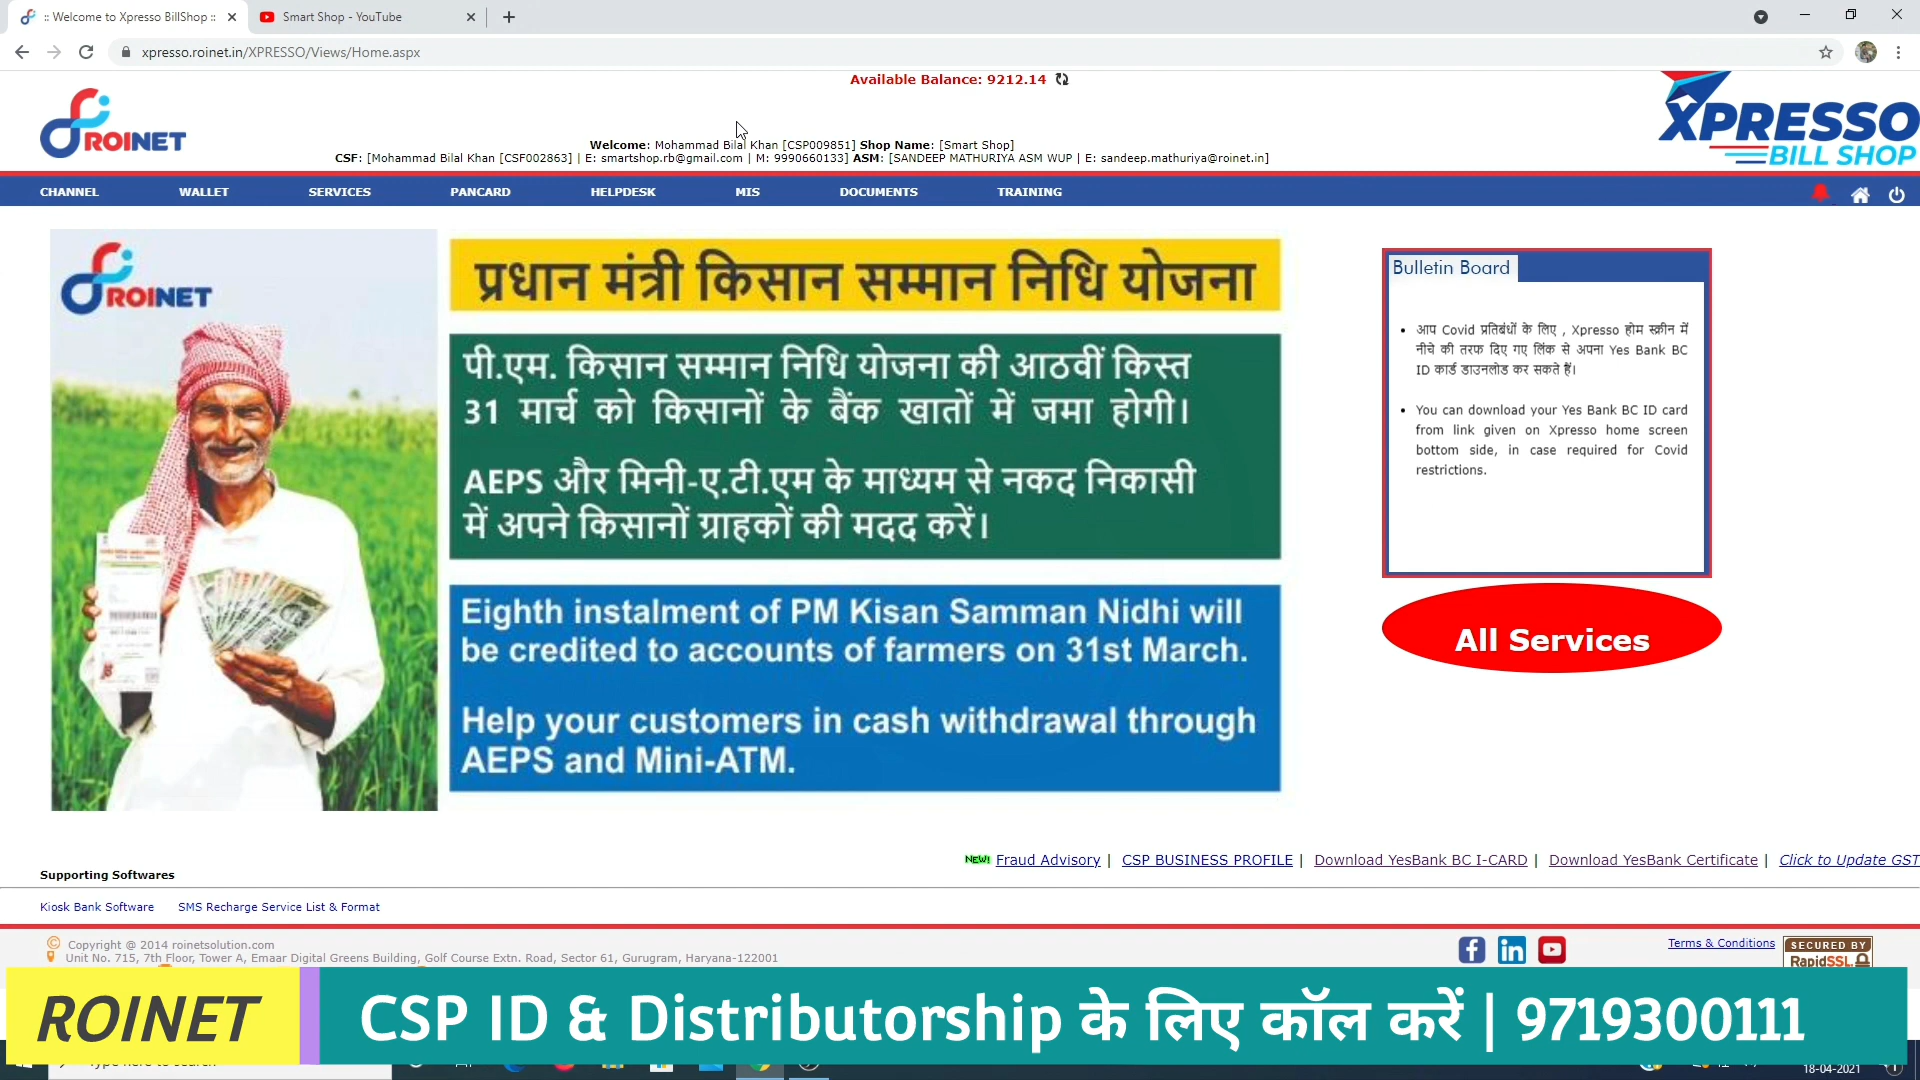 :: Welcome to Xpresso BillShop ::
Smart Shop - YouTube
xpresso.roinet.in/XPRESSO/Views/Home.aspx
Available Balance: 9212.14
ROINET
XPRESSO
BILL SHOP
Welcome: Mohammad Bilal Khan [CSP009851] Shop Name: [Smart Shop]
CSF: [Mohammad Bilal Khan [CSF002863] | E: smartshop.rb@gmail.com | M: 9990660133] ASM: [SANDEEP MATHURIYA ASM WUP | E: sandeep.mathuriya@roinet.in]
CHANNEL WALLET SERVICES PANCARD HELPDESK MIS DOCUMENTS TRAINING
ROINET
प्रधान मंत्री किसान सम्मान निधि योजना
पी.एम. किसान सम्मान निधि योजना की आठवीं किस्त
31 मार्च को किसानों के बैंक खातों में जमा होगी।
AEPS और मिनी-ए.टी.एम के माध्यम से नकद निकासी
में अपने किसानों ग्राहकों की मदद करें।
Eighth instalment of PM Kisan Samman Nidhi will
be credited to accounts of farmers on 31st March.
Help your customers in cash withdrawal through
AEPS and Mini-ATM.
Bulletin Board
• आप Covid प्रतिबंधों के लिए , Xpresso होम स्क्रीन में
नीचे की तरफ दिए गए लिंक से अपना Yes Bank BC
ID कार्ड डाउनलोड कर सकते हैं।
• You can download your Yes Bank BC ID card
from link given on Xpresso home screen
bottom side, in case required for Covid
restrictions.
All Services
NEW! Fraud Advisory | CSP BUSINESS PROFILE | Download YesBank BC I-CARD | Download YesBank Certificate | Click to Update GST
Supporting Softwares
Kiosk Bank Software SMS Recharge Service List & Format
Copyright @ 2014 roinetsolution.com
Unit No. 715, 7th Floor, Tower A, Emaar Digital Greens Building, Golf Course Extn. Road, Sector 61, Gurugram, Haryana-122001
Terms & Conditions
SECURED BY
RapidSSL
ROINET
CSP ID & Distributorship के लिए कॉल करें | 9719300111
18-04-2021